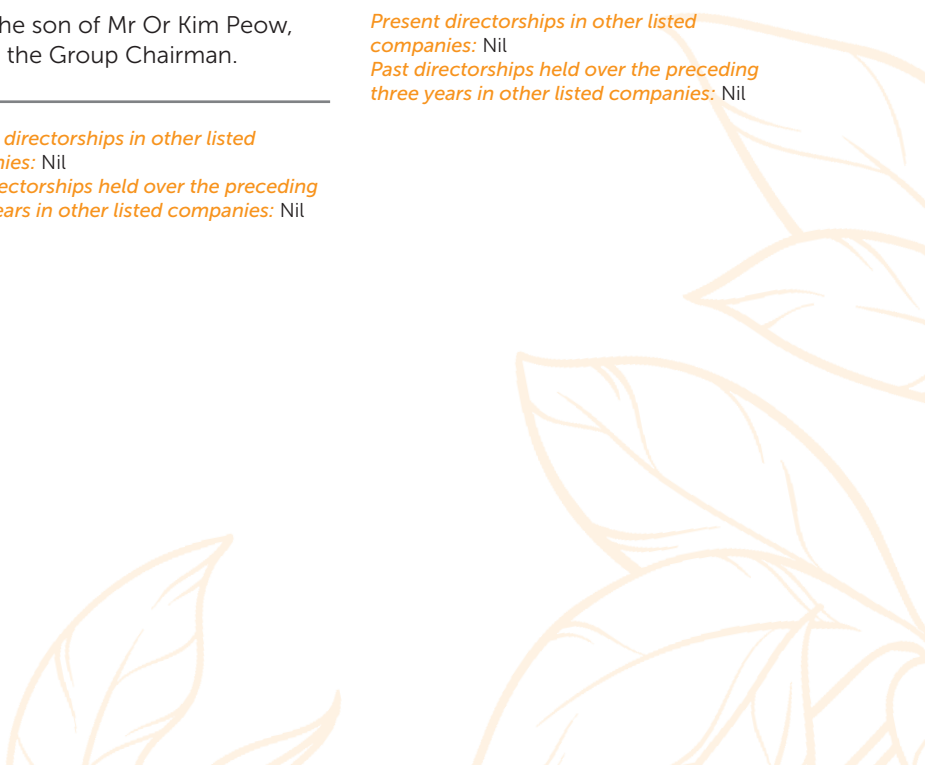 he son of Mr Or Kim Peow,
the Group Chairman.
directorships in other listed
nies: Nil
ectorships held over the preceding
ears in other listed companies: Nil
Present directorships in other listed
companies: Nil
Past directorships held over the preceding
three years in other listed companies: Nil